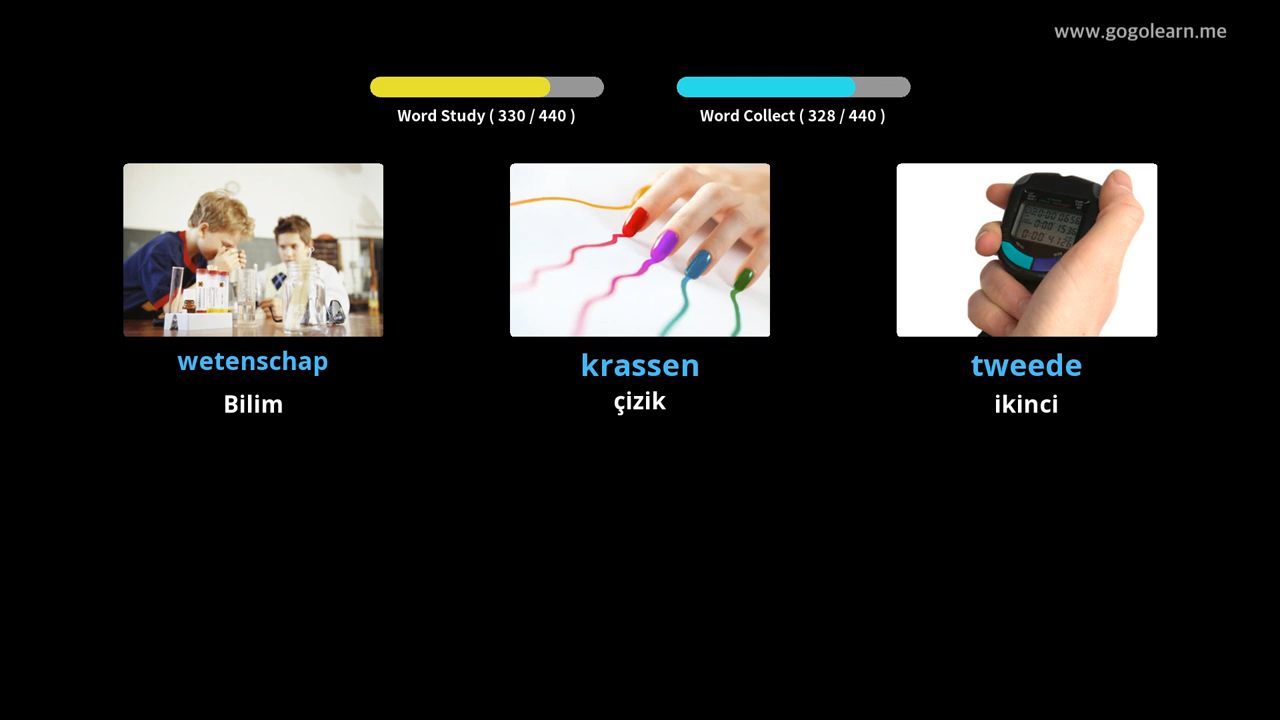 www.gogolearn.me
Word Study ( 330 / 440 )
Word Collect ( 328 / 440 )
wetenschap
Bilim
krassen
çizik
tweede
ikinci